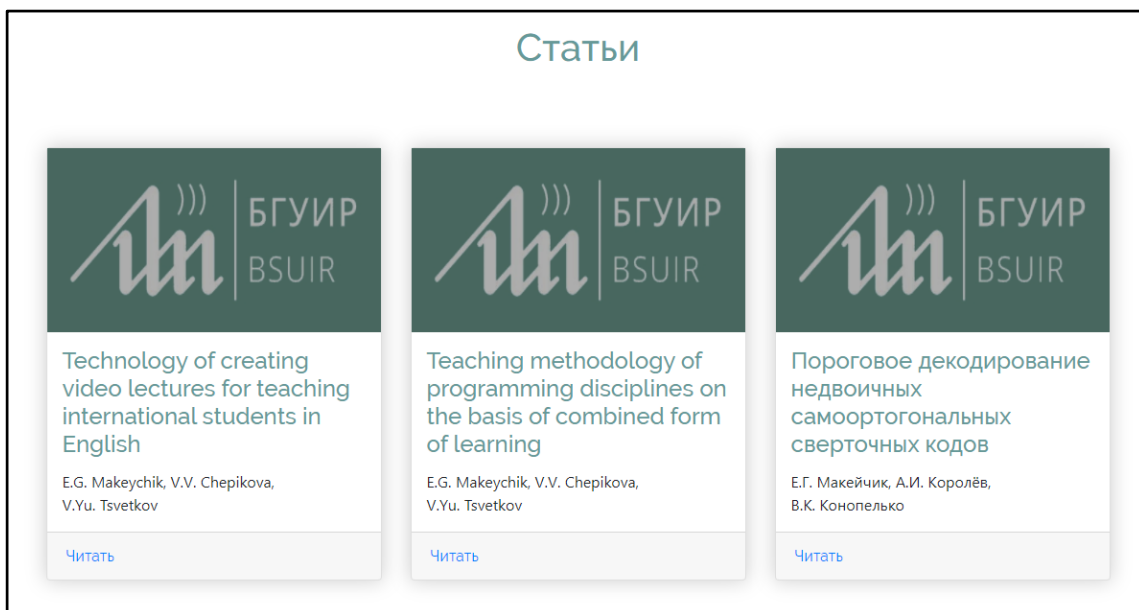 Статьи
БГУИР
BSUIR
БГУИР
BSUIR
БГУИР
BSUIR
Technology of creating
video lectures for teaching
international students in
English
E.G. Makeychik, V.V. Chepikova,
V.Yu. Tsvetkov
Читать
Teaching methodology of
programming disciplines on
the basis of combined form
of learning
E.G. Makeychik, V.V. Chepikova,
V.Yu. Tsvetkov
Читать
Пороговое декодирование
недвоичных
самоортогональных
сверточных кодов
Е.Г. Макейчик, А.И. Королёв,
В.К. Конопелько
Читать